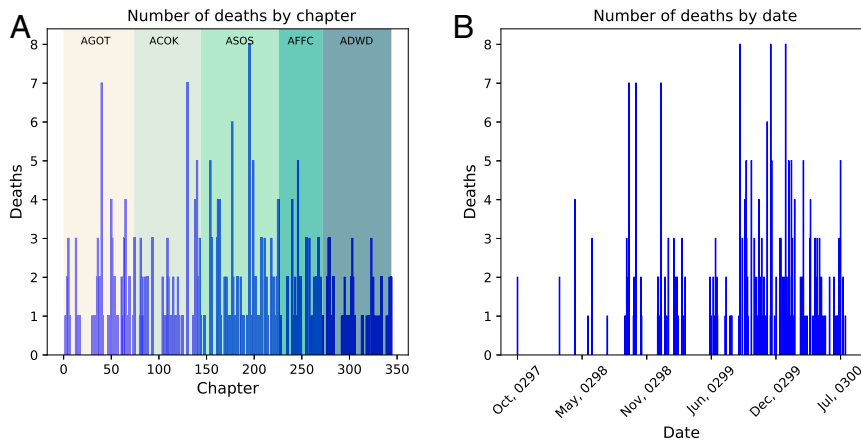 A
Number of deaths by chapter
AGOT
ACOK
ASOS
AFFC
ADWD
8
7
6
5
4
3
2
1
0
Deaths
0
50
100
150
200
250
300
350
Chapter
B
Number of deaths by date
8
7
6
5
4
3
2
1
0
Deaths
Oct, 0297
May, 0298
Nov, 0298
Jun, 0299
Dec, 0299
Jul, 0300
Date